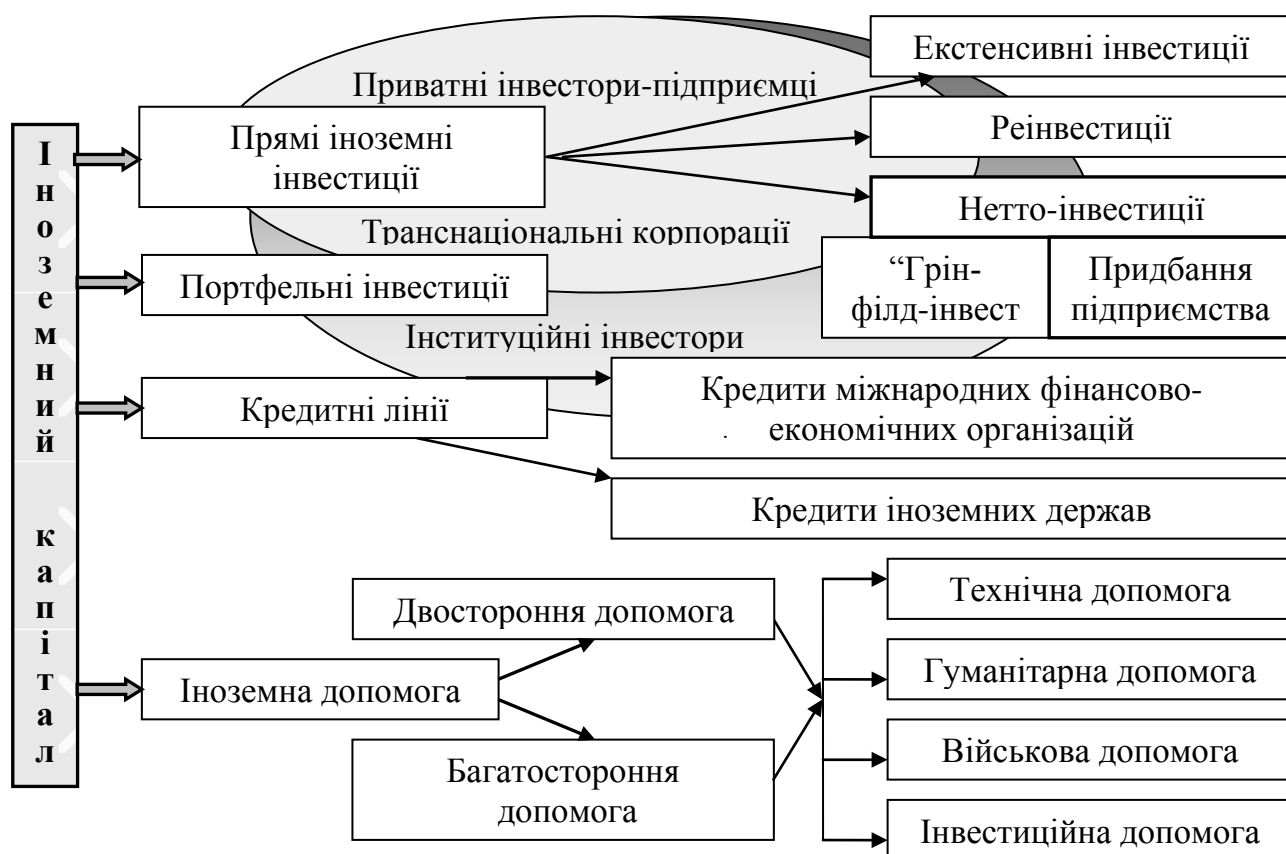 Іноземний капітал
Приватні інвестори-підприємці
Екстенсивні інвестиції
Прямі іноземні
інвестиції
Реінвестиції
Нетто-інвестиції
Транснаціональні корпорації
“Грін-
філд-інвест
Придбання
підприємства
Портфельні інвестиції
Інституційні інвестори
Кредитні лінії
Кредити міжнародних фінансово-
економічних організацій
Кредити іноземних держав
Двостороння допомога
Іноземна допомога
Багатостороння
допомога
Технічна допомога
Гуманітарна допомога
Військова допомога
Інвестиційна допомога